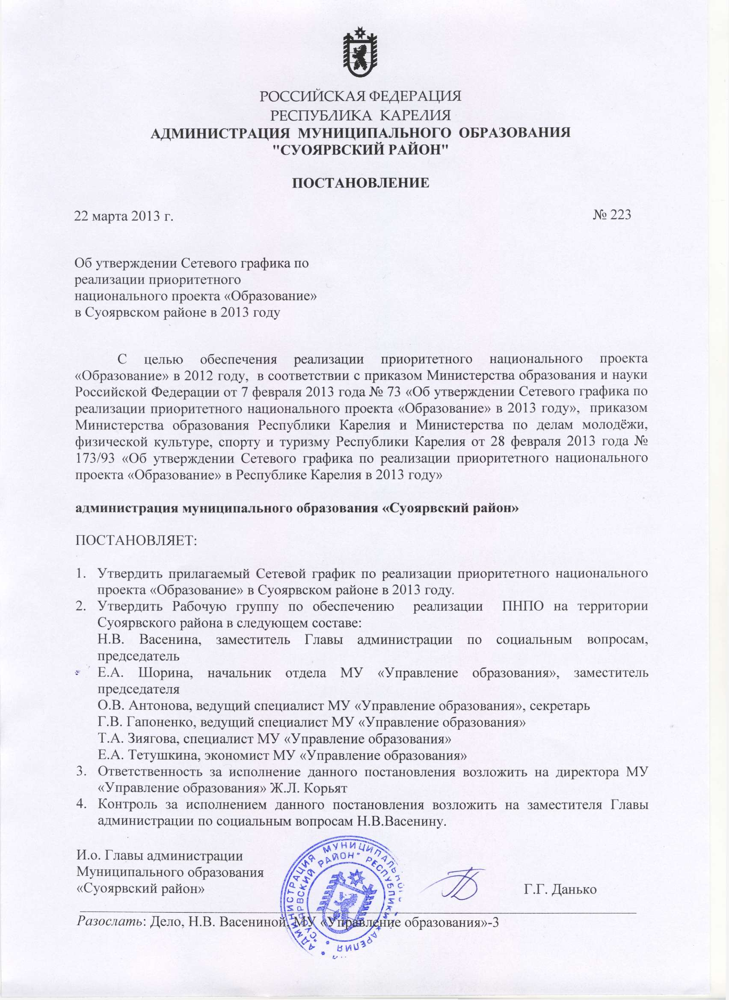 РОССИЙСКАЯ ФЕДЕРАЦИЯ
РЕСПУБЛИКА КАРЕЛИЯ
АДМИНИСТРАЦИЯ МУНИЦИПАЛЬНОГО ОБРАЗОВАНИЯ
"СУОЯРВСКИЙ РАЙОН"
ПОСТАНОВЛЕНИЕ
22 марта 2013 г. № 223
Об утверждении Сетевого графика по
реализации приоритетного
национального проекта «Образование»
в Суоярвском районе в 2013 году
С целью обеспечения реализации приоритетного национального проекта
«Образование» в 2012 году, в соответствии с приказом Министерства образования и науки
Российской Федерации от 7 февраля 2013 года № 73 «Об утверждении Сетевого графика по
реализации приоритетного национального проекта «Образование» в 2013 году», приказом
Министерства образования Республики Карелия и Министерства по делам молодёжи,
физической культуре, спорту и туризму Республики Карелия от 28 февраля 2013 года №
173/93 «Об утверждении Сетевого графика по реализации приоритетного национального
проекта «Образование» в Республике Карелия в 2013 году»
администрация муниципального образования «Суоярвский район»
ПОСТАНОВЛЯЕТ:
1. Утвердить прилагаемый Сетевой график по реализации приоритетного национального
проекта «Образование» в Суоярвском районе в 2013 году.
2. Утвердить Рабочую группу по обеспечению реализации ПНПО на территории
Суоярвского района в следующем составе:
Н.В. Васенина, заместитель Главы администрации по социальным вопросам,
председатель
Е.А. Шорина, начальник отдела МУ «Управление образования», заместитель
председателя
О.В. Антонова, ведущий специалист МУ «Управление образования», секретарь
Г.В. Гапоненко, ведущий специалист МУ «Управление образования»
Т.А. Зиягова, специалист МУ «Управление образования»
Е.А. Тетушкина, экономист МУ «Управление образования»
3. Ответственность за исполнение данного постановления возложить на директора МУ
«Управление образования» Ж.Л. Корьят
4. Контроль за исполнением данного постановления возложить на заместителя Главы
администрации по социальным вопросам Н.В.Васенину.
И.о. Главы администрации
Муниципального образования
«Суоярвский район» Г.Г. Данько
Разослать: Дело, Н.В. Васениной, МУ «Управление образования»-3
АДМИНИСТРАЦИЯ МУНИЦИПАЛЬНОГО
"СУОЯРВСКИЙ РАЙОН" РЕСПУБЛИКИ КАРЕЛИЯ